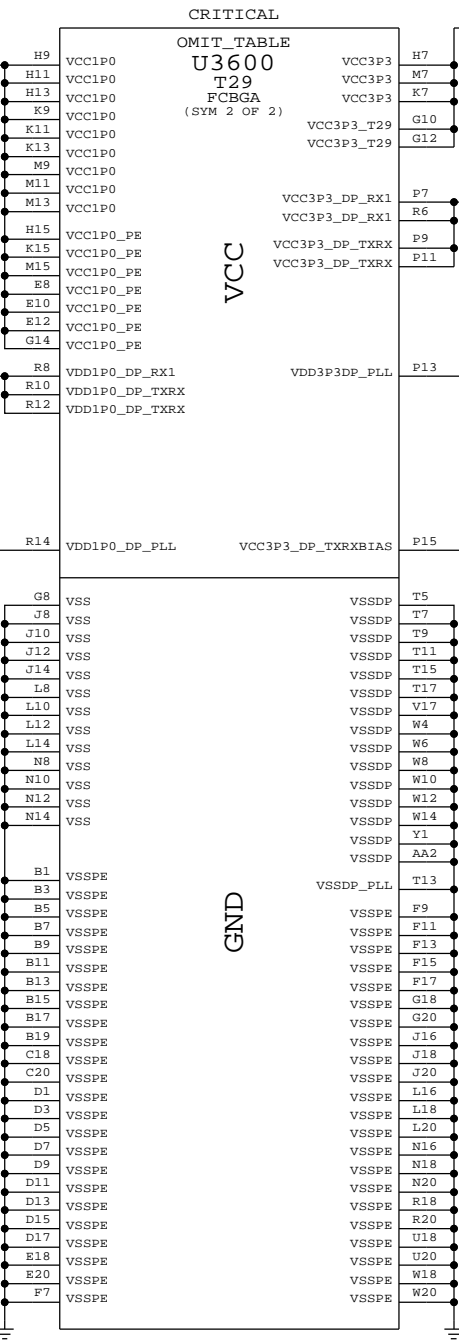 CRITICAL
OMIT_TABLE
U3600
T29
FCBGA
(SYM 2 OF 2)
H9 VCC1P0 VCC3P3 H7
H11 VCC1P0 VCC3P3 M7
H13 VCC1P0 VCC3P3 K7
K9 VCC1P0 VCC3P3_T29 G10
K11 VCC1P0 VCC3P3_T29 G12
K13 VCC1P0
M9 VCC1P0
M11 VCC1P0 VCC3P3_DP_RX1 P7
M13 VCC1P0 VCC3P3_DP_RX1 R6
H15 VCC1P0_PE VCC3P3_DP_TXRX P9
K15 VCC1P0_PE VCC3P3_DP_TXRX P11
M15 VCC1P0_PE
E8 VCC1P0_PE
E10 VCC1P0_PE
E12 VCC1P0_PE
G14 VCC1P0_PE
VCC
R8 VDD1P0_DP_RX1 VDD3P3DP_PLL P13
R10 VDD1P0_DP_TXRX
R12 VDD1P0_DP_TXRX
R14 VDD1P0_DP_PLL VCC3P3_DP_TXRXBIAS P15
G8 VSS VSSDP T5
J8 VSS VSSDP T7
J10 VSS VSSDP T9
J12 VSS VSSDP T11
J14 VSS VSSDP T15
L8 VSS VSSDP T17
L10 VSS VSSDP V17
L12 VSS VSSDP W4
L14 VSS VSSDP W6
N8 VSS VSSDP W8
N10 VSS VSSDP W10
N12 VSS VSSDP W12
N14 VSS VSSDP W14
VSSDP Y1
VSSDP AA2
B1 VSSPE VSSDP_PLL T13
B3 VSSPE
B5 VSSPE VSSPE F9
B7 VSSPE VSSPE F11
B9 VSSPE VSSPE F13
B11 VSSPE VSSPE F15
B13 VSSPE VSSPE F17
B15 VSSPE VSSPE G18
B17 VSSPE VSSPE G20
B19 VSSPE VSSPE J16
C18 VSSPE VSSPE J18
C20 VSSPE VSSPE J20
D1 VSSPE VSSPE L16
D3 VSSPE VSSPE L18
D5 VSSPE VSSPE L20
D7 VSSPE VSSPE N16
D9 VSSPE VSSPE N18
D11 VSSPE VSSPE N20
D13 VSSPE VSSPE R18
D15 VSSPE VSSPE R20
D17 VSSPE VSSPE U18
E18 VSSPE VSSPE U20
E20 VSSPE VSSPE W18
F7 VSSPE VSSPE W20
GND